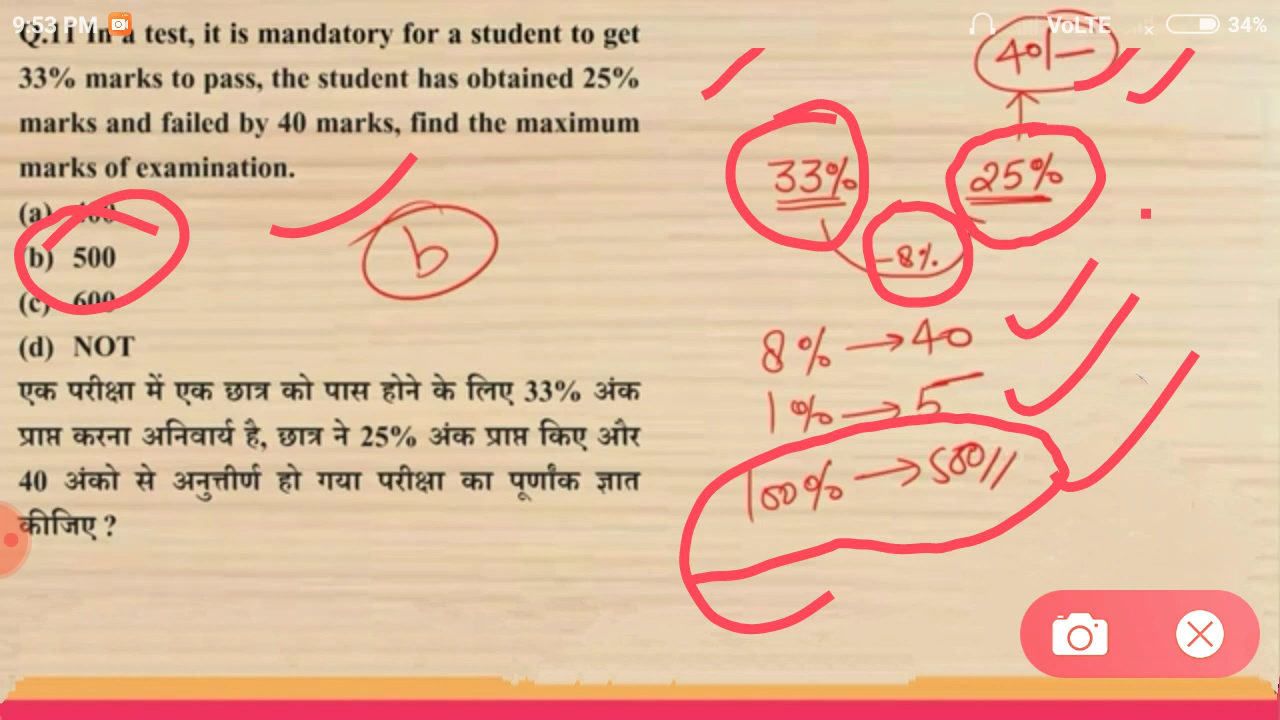 9:53 PM
VoLTE
34%
Q.11 In a test, it is mandatory for a student to get
33% marks to pass, the student has obtained 25%
marks and failed by 40 marks, find the maximum
marks of examination.
(a) 400
(b) 500
(c) 600
(d) NOT
एक परीक्षा में एक छात्र को पास होने के लिए 33% अंक
प्राप्त करना अनिवार्य है, छात्र ने 25% अंक प्राप्त किए और
40 अंको से अनुत्तीर्ण हो गया परीक्षा का पूर्णांक ज्ञात
कीजिए ?
b
40/-
33% 25%
-8%
8% → 40
1% → 5
100% → 500//